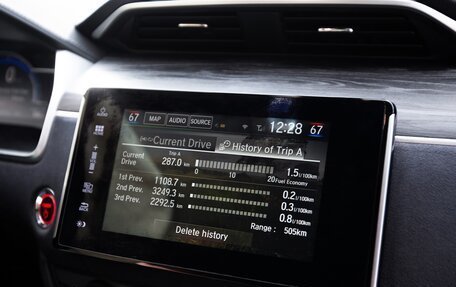 67 MAP AUDIO SOURCE 12:28 67
AUDIO
Current Drive History of Trip A
Trip A
Current Drive 287.0 km 1.5 l/100km
0 10 20 Fuel Economy
1st Prev. 1108.7 km 0.2 l/100km
2nd Prev. 3249.3 km 0.3 l/100km
3rd Prev. 2292.5 km 0.8 l/100km
Range : 505km
Delete history